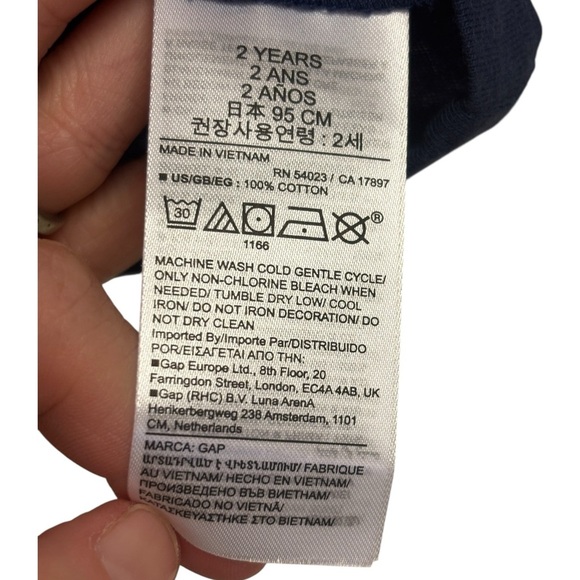 2 YEARS
2 ANS
2 AÑOS
日本 95 CM
권장사용연령 : 2세
MADE IN VIETNAM
RN 54023 / CA 17897
■ US/GB/EG : 100% COTTON
30
®
1166
MACHINE WASH COLD GENTLE CYCLE/
ONLY NON-CHLORINE BLEACH WHEN
NEEDED/ TUMBLE DRY LOW/ COOL
IRON/ DO NOT IRON DECORATION/ DO
NOT DRY CLEAN
Imported By/Importe Par/DISTRIBUIDO
POR/ΕΙΣΑΓΕΤΑΙ ΑΠΟ ΤΗΝ:
■Gap Europe Ltd., 8th Floor, 20
Farringdon Street, London, EC4A 4AB, UK
■Gap (RHC) B.V. Luna ArenA
Herikerbergweg 238 Amsterdam, 1101
CM, Netherlands
MARCA: GAP
ԱՐՏԱԴՐՎԱԾ Է ՎԻԵՏՆԱՄՈՒՄ/ FABRIQUE
AU VIETNAM/ HECHO EN VIETNAM/
ПРОИЗВЕДЕНО ВЪВ ВИЕТНАМ/
FABRICADO NO VIETNÃ/
ΚΑΤΑΣΚΕΥΑΣΤΗΚΕ ΣΤΟ ΒΙΕΤΝΑΜ/